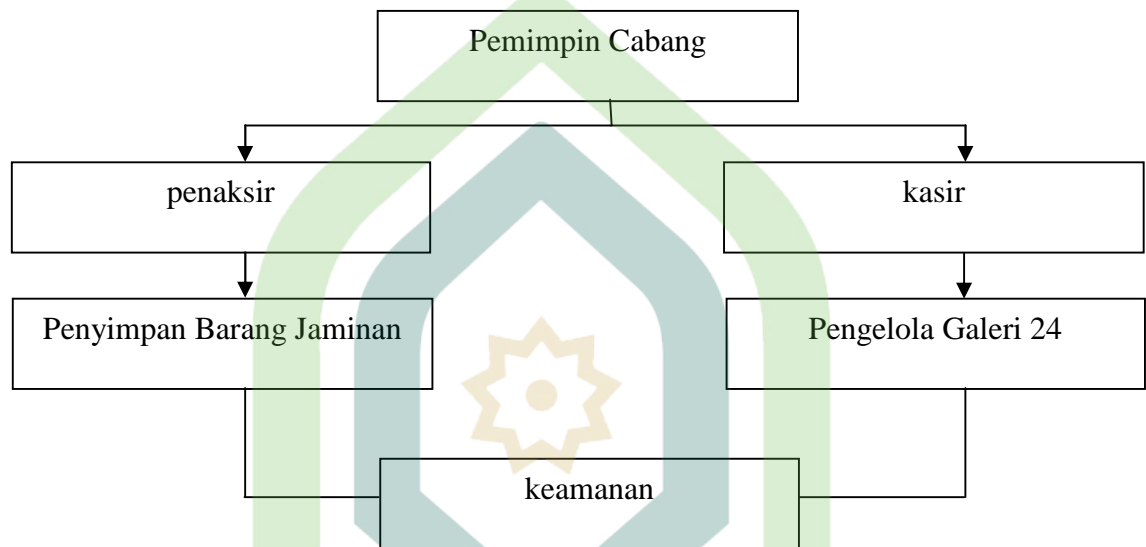 Pemimpin Cabang
penaksir
kasir
Penyimpan Barang Jaminan
Pengelola Galeri 24
keamanan